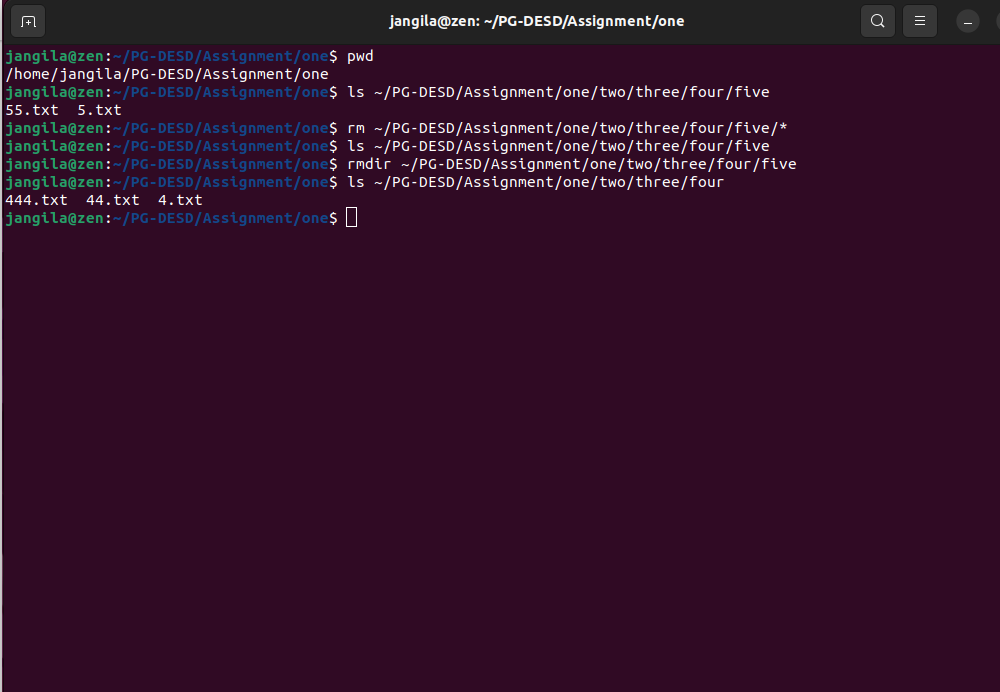 jangila@zen: ~/PG-DESD/Assignment/one
jangila@zen:~/PG-DESD/Assignment/one$ pwd
/home/jangila/PG-DESD/Assignment/one
jangila@zen:~/PG-DESD/Assignment/one$ ls ~/PG-DESD/Assignment/one/two/three/four/five
55.txt  5.txt
jangila@zen:~/PG-DESD/Assignment/one$ rm ~/PG-DESD/Assignment/one/two/three/four/five/*
jangila@zen:~/PG-DESD/Assignment/one$ ls ~/PG-DESD/Assignment/one/two/three/four/five
jangila@zen:~/PG-DESD/Assignment/one$ rmdir ~/PG-DESD/Assignment/one/two/three/four/five
jangila@zen:~/PG-DESD/Assignment/one$ ls ~/PG-DESD/Assignment/one/two/three/four
444.txt  44.txt  4.txt
jangila@zen:~/PG-DESD/Assignment/one$